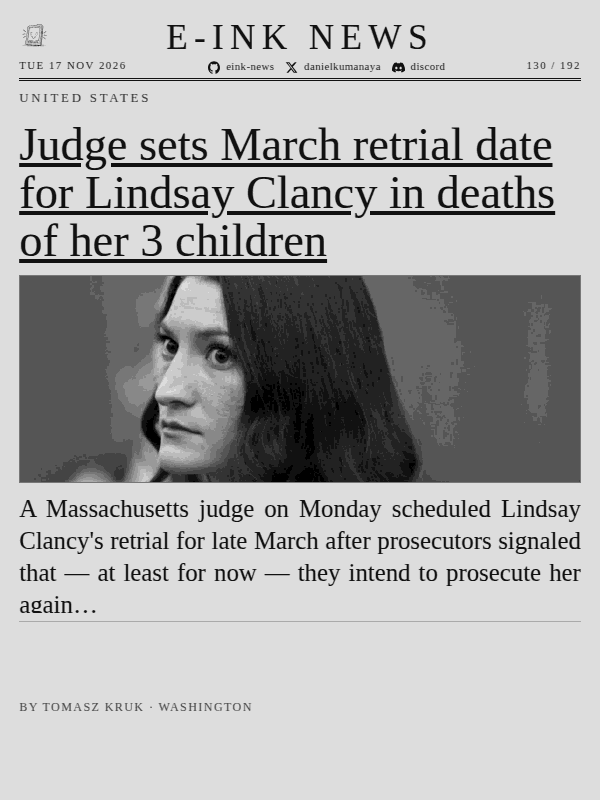 E-INK NEWS
TUE 17 NOV 2026
eink-news
danielkumanaya
discord
130 / 192
UNITED STATES
Judge sets March retrial date
for Lindsay Clancy in deaths
of her 3 children
A Massachusetts judge on Monday scheduled Lindsay
Clancy's retrial for late March after prosecutors signaled
that — at least for now — they intend to prosecute her
again…
BY TOMASZ KRUK · WASHINGTON